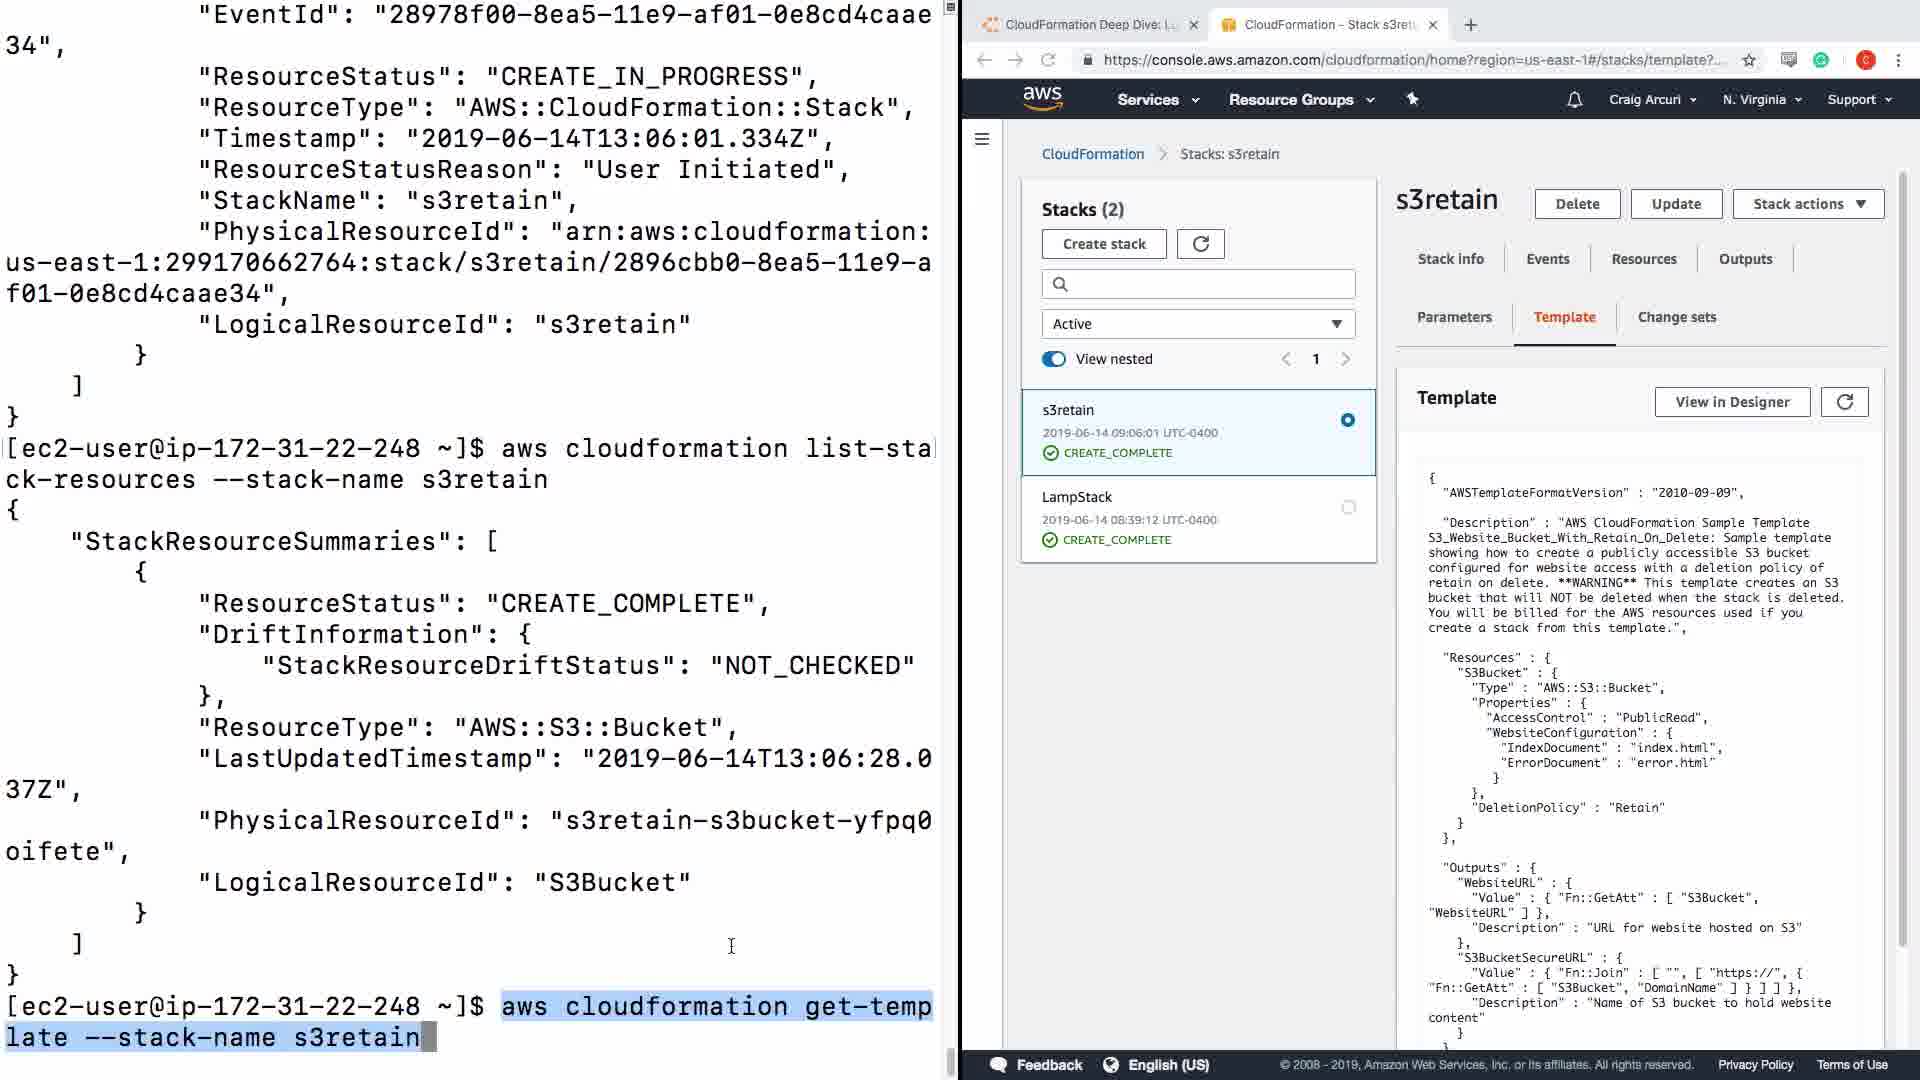 "EventId": "28978f00-8ea5-11e9-af01-0e8cd4caae
34",
"ResourceStatus": "CREATE_IN_PROGRESS",
"ResourceType": "AWS::CloudFormation::Stack",
"Timestamp": "2019-06-14T13:06:01.334Z",
"ResourceStatusReason": "User Initiated",
"StackName": "s3retain",
"PhysicalResourceId": "arn:aws:cloudformation:
us-east-1:299170662764:stack/s3retain/2896cbb0-8ea5-11e9-a
f01-0e8cd4caae34",
"LogicalResourceId": "s3retain"
}
]
}
[ec2-user@ip-172-31-22-248 ~]$ aws cloudformation list-sta
ck-resources --stack-name s3retain
{
"StackResourceSummaries": [
{
"ResourceStatus": "CREATE_COMPLETE",
"DriftInformation": {
"StackResourceDriftStatus": "NOT_CHECKED"
},
"ResourceType": "AWS::S3::Bucket",
"LastUpdatedTimestamp": "2019-06-14T13:06:28.0
37Z",
"PhysicalResourceId": "s3retain-s3bucket-yfpq0
oifete",
"LogicalResourceId": "S3Bucket"
}
]
}
[ec2-user@ip-172-31-22-248 ~]$ aws cloudformation get-temp
late --stack-name s3retain
CloudFormation Deep Dive:
CloudFormation - Stack s3reta
https://console.aws.amazon.com/cloudformation/home?region=us-east-1#/stacks/template?...
C
aws
Services
Resource Groups
Craig Arcuri
N. Virginia
Support
CloudFormation
Stacks: s3retain
Stacks (2)
Create stack
Active
View nested
1
s3retain
2019-06-14 09:06:01 UTC-0400
CREATE_COMPLETE
LampStack
2019-06-14 08:39:12 UTC-0400
CREATE_COMPLETE
s3retain
Delete
Update
Stack actions
Stack info
Events
Resources
Outputs
Parameters
Template
Change sets
Template
View in Designer
{
"AWSTemplateFormatVersion" : "2010-09-09",
"Description" : "AWS CloudFormation Sample Template
S3_Website_Bucket_With_Retain_On_Delete: Sample template
showing how to create a publicly accessible S3 bucket
configured for website access with a deletion policy of
retain on delete. **WARNING** This template creates an S3
bucket that will NOT be deleted when the stack is deleted.
You will be billed for the AWS resources used if you
create a stack from this template.",
"Resources" : {
"S3Bucket" : {
"Type" : "AWS::S3::Bucket",
"Properties" : {
"AccessControl" : "PublicRead",
"WebsiteConfiguration" : {
"IndexDocument" : "index.html",
"ErrorDocument" : "error.html"
}
},
"DeletionPolicy" : "Retain"
}
},
"Outputs" : {
"WebsiteURL" : {
"Value" : { "Fn::GetAtt" : [ "S3Bucket",
"WebsiteURL" ] },
"Description" : "URL for website hosted on S3"
},
"S3BucketSecureURL" : {
"Value" : { "Fn::Join" : [ "", [ "https://", {
"Fn::GetAtt" : [ "S3Bucket", "DomainName" ] } ] ] },
"Description" : "Name of S3 bucket to hold website
content"
}
}
Feedback
English (US)
© 2008 - 2019, Amazon Web Services, Inc. or its affiliates. All rights reserved.
Privacy Policy
Terms of Use